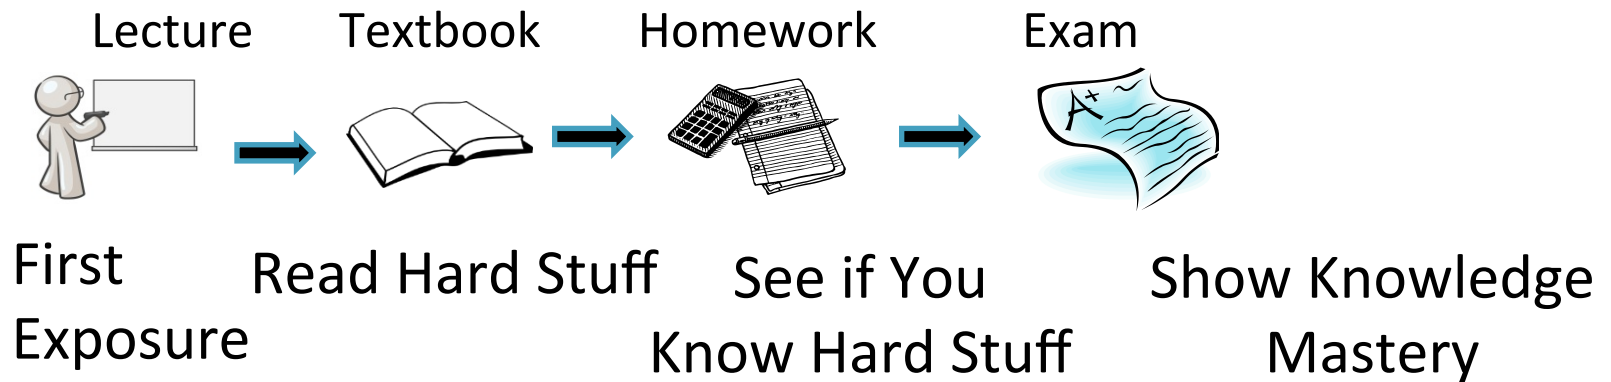 Lecture
Textbook
Homework
Exam
A+
First
Exposure
Read Hard Stuff
See if You
Know Hard Stuff
Show Knowledge
Mastery